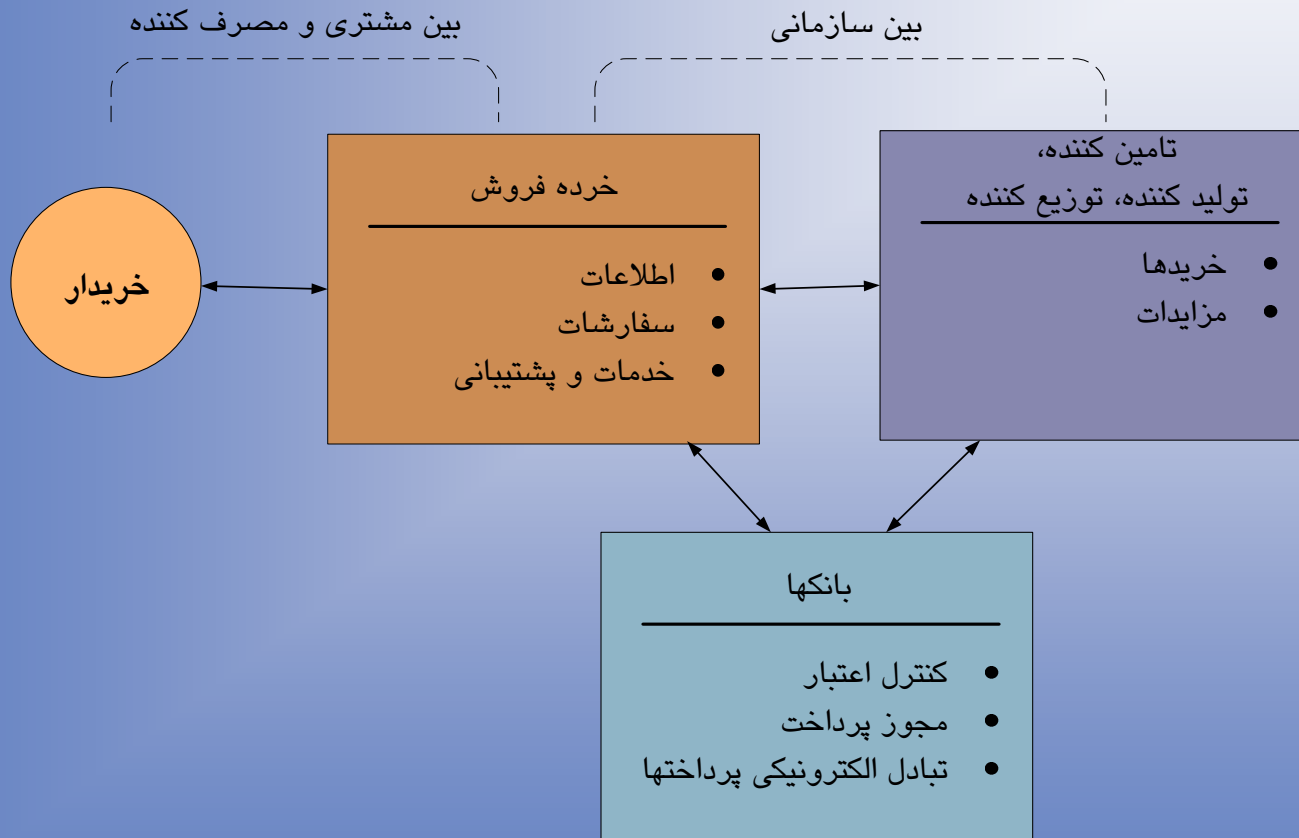 بین سازمانی
بین مشتری و مصرف کننده
تامین کننده،
تولید کننده، توزیع کننده
• خریدها
• مزایدات
خرده فروش
• اطلاعات
• سفارشات
• خدمات و پشتیبانی
خریدار
بانکها
• کنترل اعتبار
• مجوز پرداخت
• تبادل الکترونیکی پرداختها